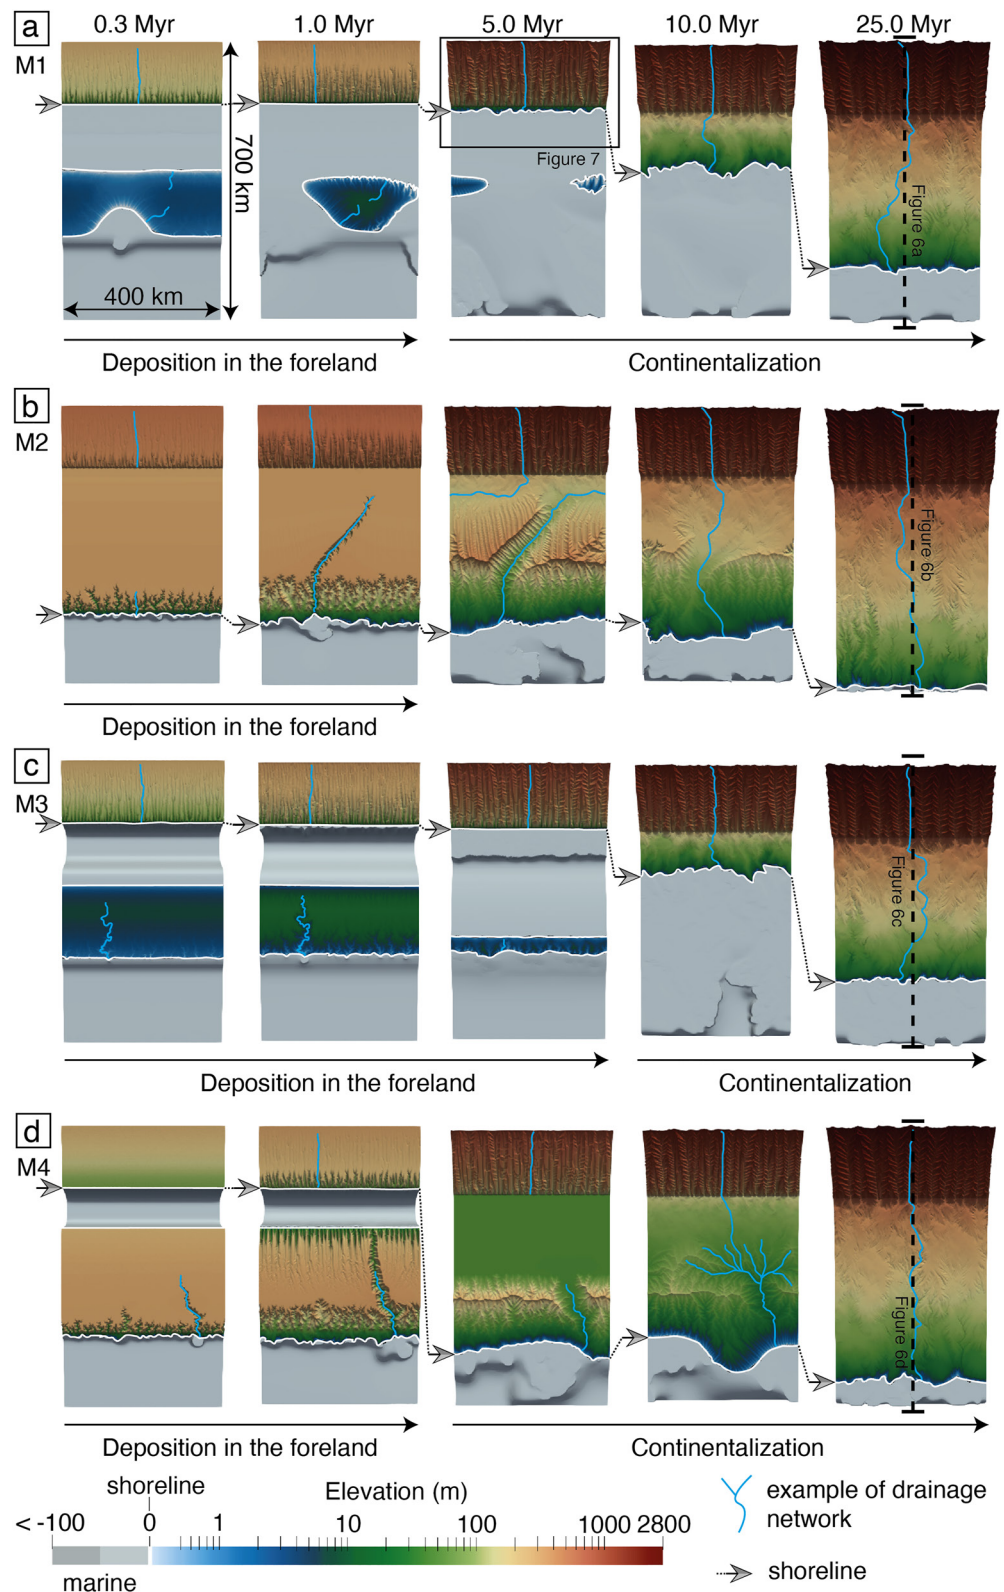 a
0.3 Myr 1.0 Myr 5.0 Myr 10.0 Myr 25.0 Myr
M1
700 km
Figure 7
Figure 6a
400 km
Deposition in the foreland
Continentalization
b
M2
Figure 6b
Deposition in the foreland
c
M3
Figure 6c
Deposition in the foreland
Continentalization
d
M4
Figure 6d
Deposition in the foreland
Continentalization
shoreline
Elevation (m)
< -100 0 1 10 100 1000 2800
marine
example of drainage
network
shoreline